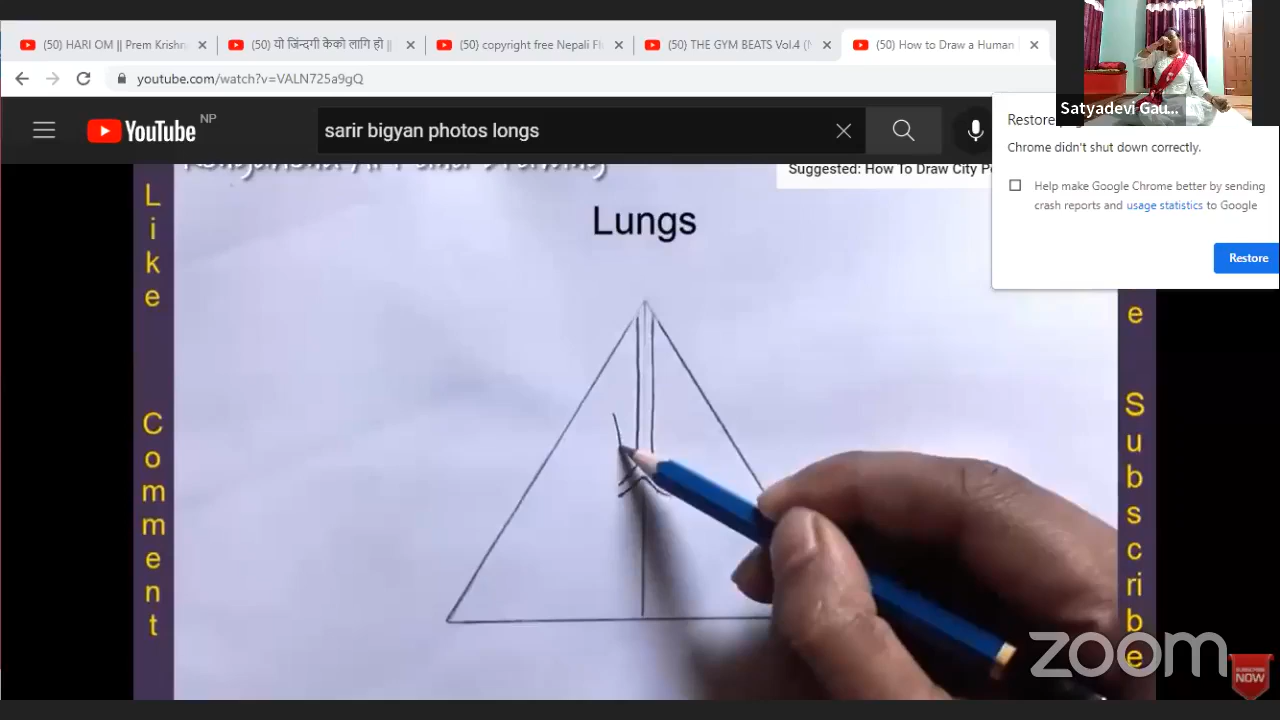 (50) HARI OM || Prem Krishn
(50) यो जिंन्दगी केको लागि हो ||
(50) copyright free Nepali Fl
(50) THE GYM BEATS Vol.4 (
(50) How to Draw a Human
youtube.com/watch?v=VALN725a9gQ
YouTube NP
sarir bigyan photos longs
Satyadevi Gau...
Restore
Chrome didn't shut down correctly.
Help make Google Chrome better by sending
crash reports and usage statistics to Google
Restore
Suggested: How To Draw City
Lungs
Like Comment
e Subscribe
zoom
SUBSCRIBE
NOW